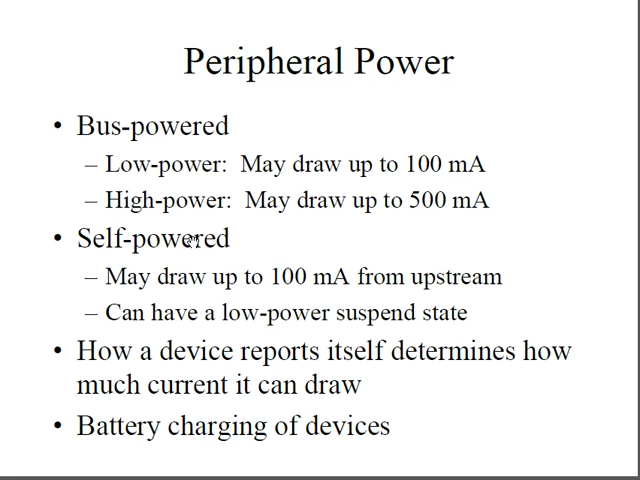 Peripheral Power
• Bus-powered
– Low-power: May draw up to 100 mA
– High-power: May draw up to 500 mA
• Self-powered
– May draw up to 100 mA from upstream
– Can have a low-power suspend state
• How a device reports itself determines how
much current it can draw
• Battery charging of devices